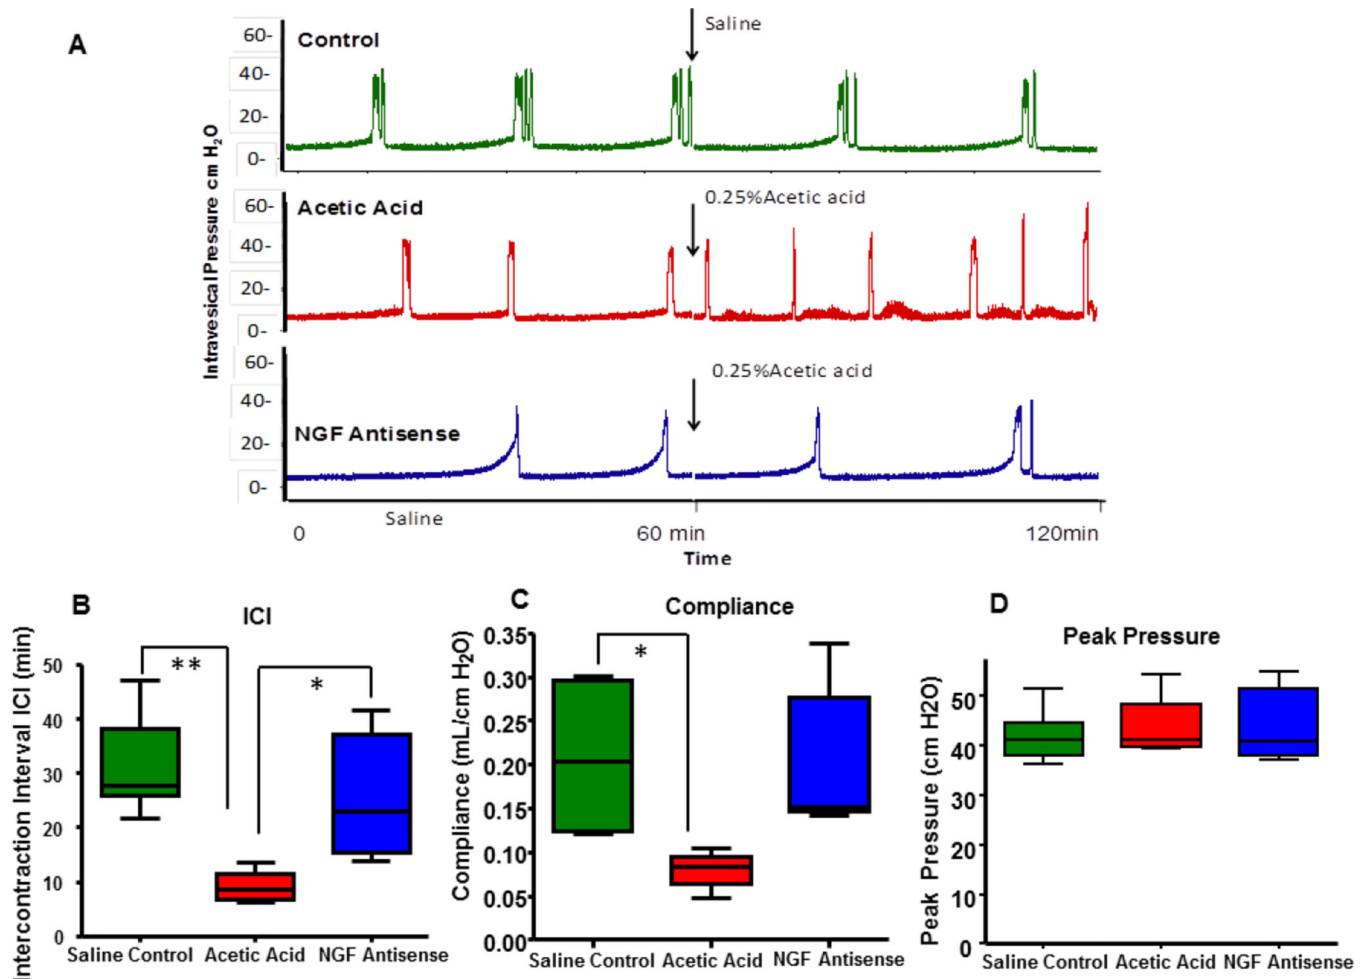 A
Intravesical Pressure cm H2O
Control
60-
40-
20-
0-
Saline
Acetic Acid
60-
40-
20-
0-
0.25%Acetic acid
NGF Antisense
60-
40-
20-
0-
0.25%Acetic acid
Saline
0 60 min 120min
Time
B
ICI
Intercontraction Interval ICI (min)
50
40
30
20
10
0
**
*
Saline Control Acetic Acid NGF Antisense
C
Compliance
Compliance (mL/cm H2O)
0.35
0.30
0.25
0.20
0.15
0.10
0.05
0.00
*
Saline Control Acetic Acid NGF Antisense
D
Peak Pressure
Peak Pressure (cm H2O)
50
40
30
20
10
0
Saline Control Acetic Acid NGF Antisense